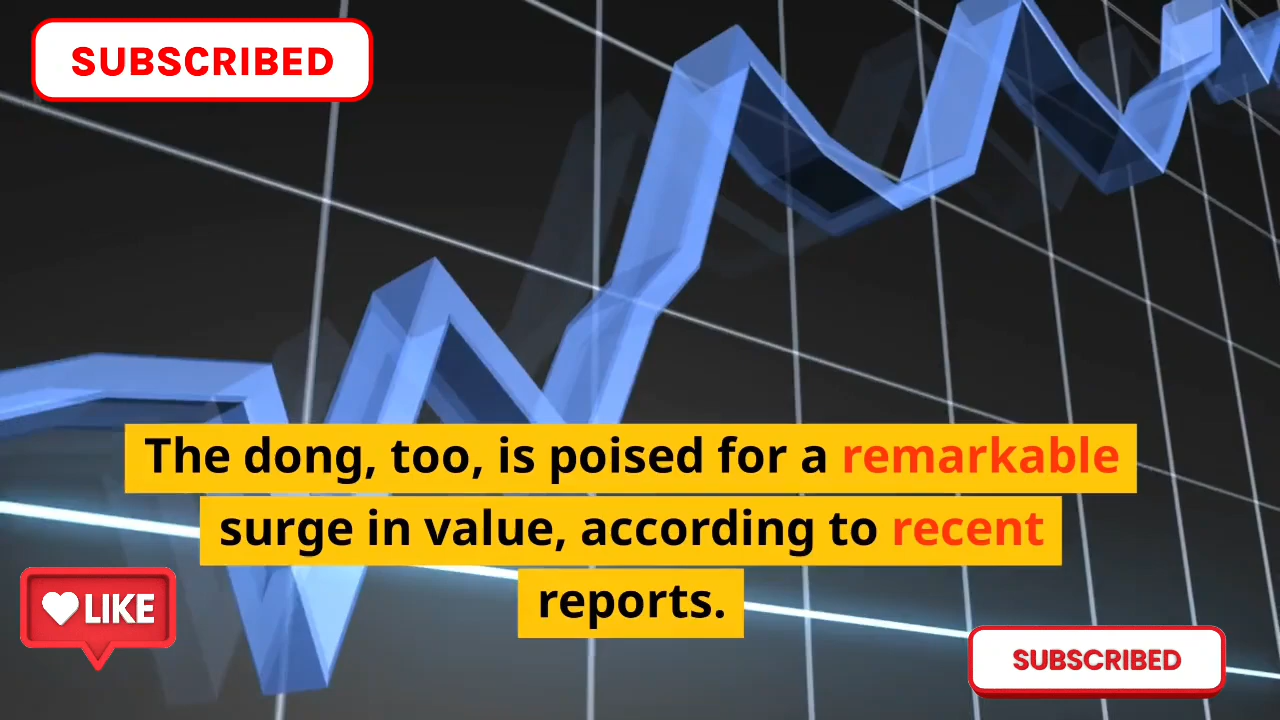 SUBSCRIBED
The dong, too, is poised for a remarkable
surge in value, according to recent
reports.
LIKE
SUBSCRIBED